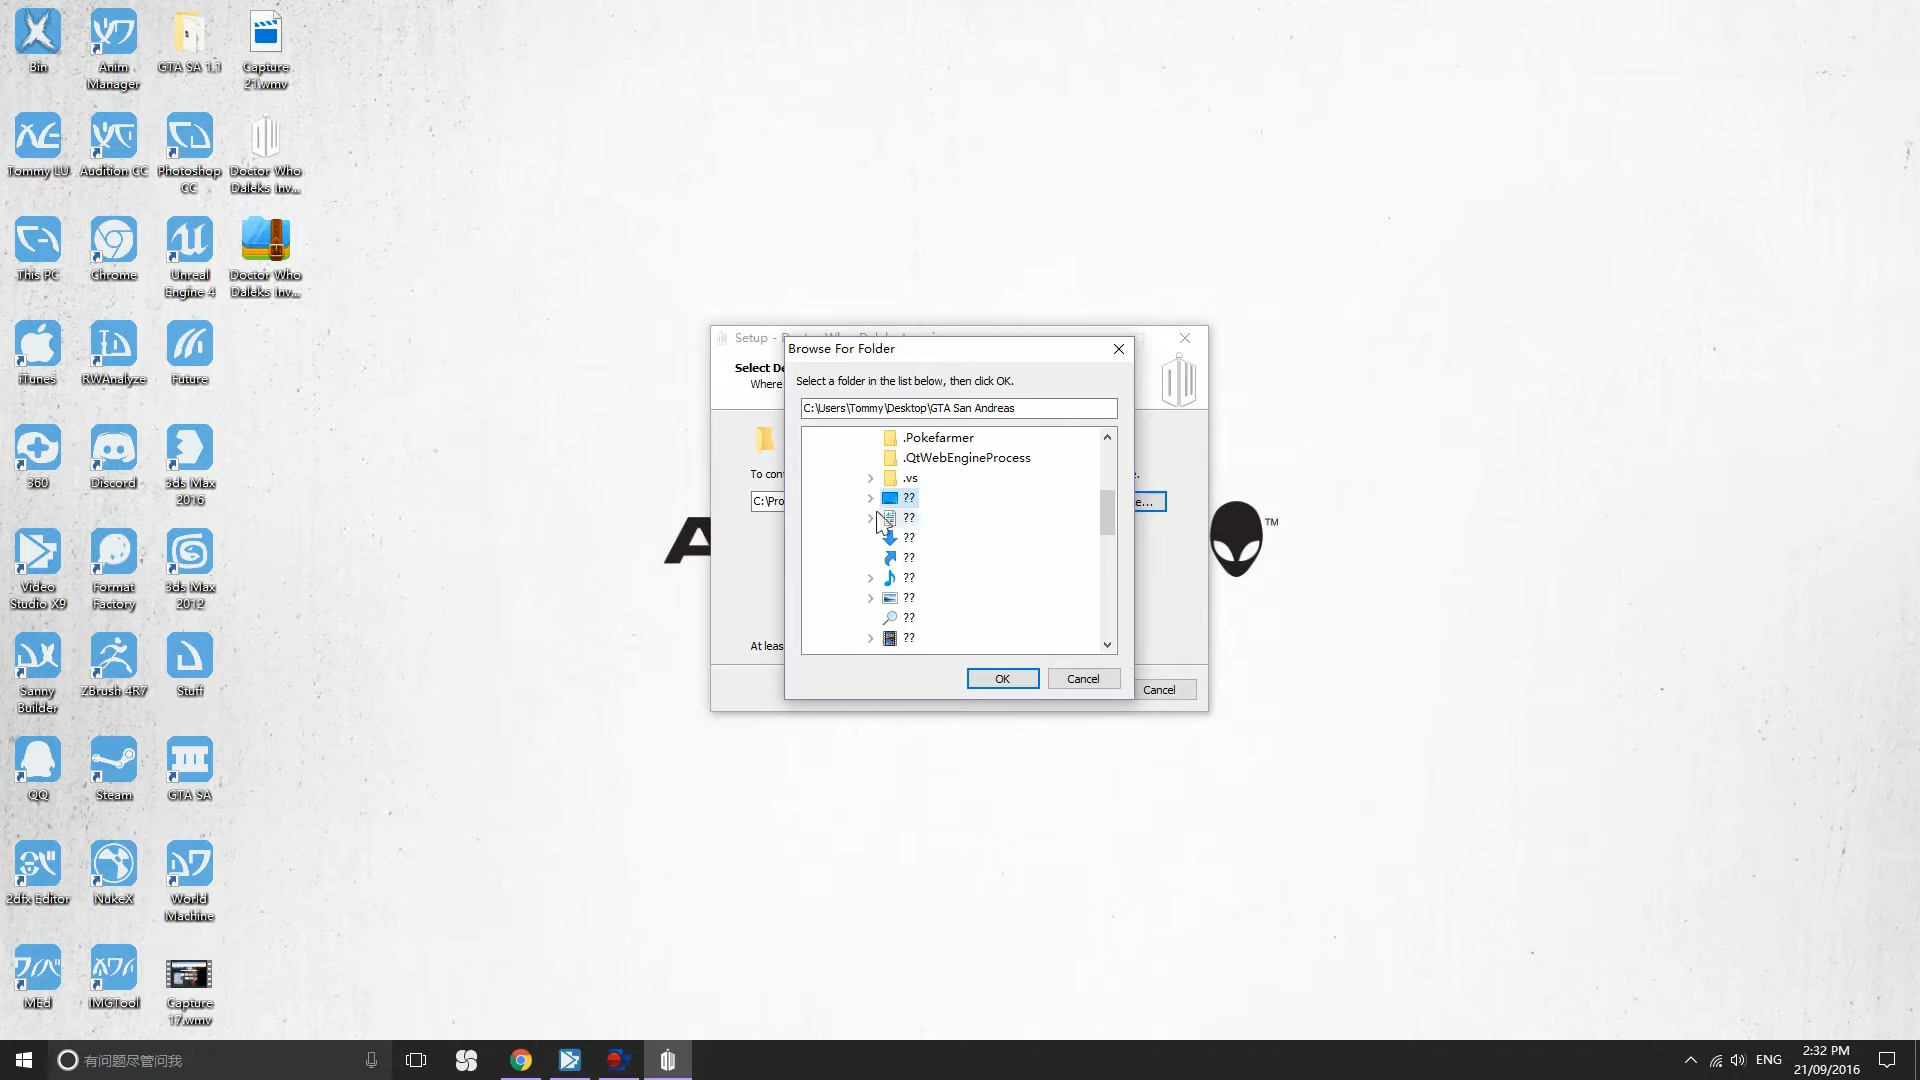 Bin
Anim
Manager
GTA SA 1.1
Capture
21.wmv
Tommy LU
Audition CC
Photoshop
CC
Doctor Who
Daleks Inv...
This PC
Chrome
Unreal
Engine 4
Doctor Who
Daleks Inv...
iTunes
RWAnalyze
Future
360
Discord
3ds Max
2016
Video
Studio X9
Format
Factory
3ds Max
2012
Sanny
Builder
ZBrush 4R7
Stuff
QQ
Steam
GTA SA
2dfx Editor
NukeX
World
Machine
MEd
IMGTool
Capture
17.wmv
Setup -
Select De
Where
To cont
C:\Pro
At leas
e...
Cancel
Browse For Folder
Select a folder in the list below, then click OK.
C:\Users\Tommy\Desktop\GTA San Andreas
.Pokefarmer
.QtWebEngineProcess
.vs
??
??
??
??
??
??
??
??
OK
Cancel
A
TM
有问题尽管问我
ENG
2:32 PM
21/09/2016